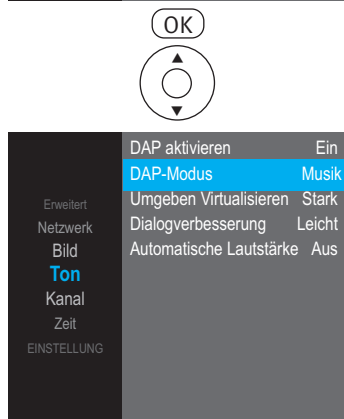 OK
DAP aktivieren Ein
DAP-Modus Musik
Umgeben Virtualisieren Stark
Dialogverbesserung Leicht
Automatische Lautstärke Aus
Erweitert
Netzwerk
Bild
Ton
Kanal
Zeit
EINSTELLUNG